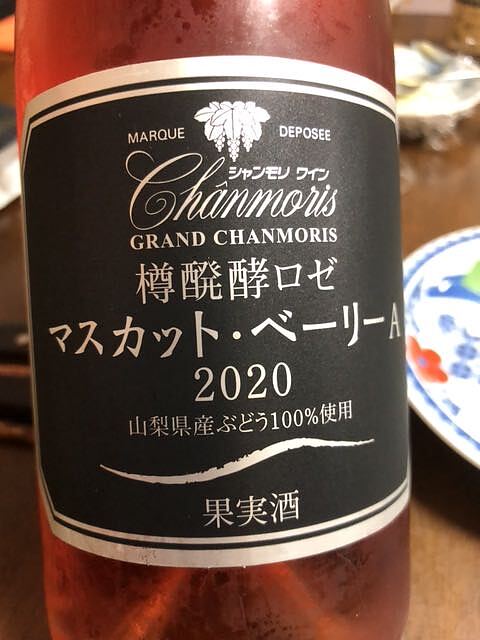 MARQUE DEPOSEE
シャンモリ ワイン
Chânmoris
GRAND CHANMORIS
樽醗酵ロゼ
マスカット・ベーリーA
2020
山梨県産ぶどう100%使用
果実酒